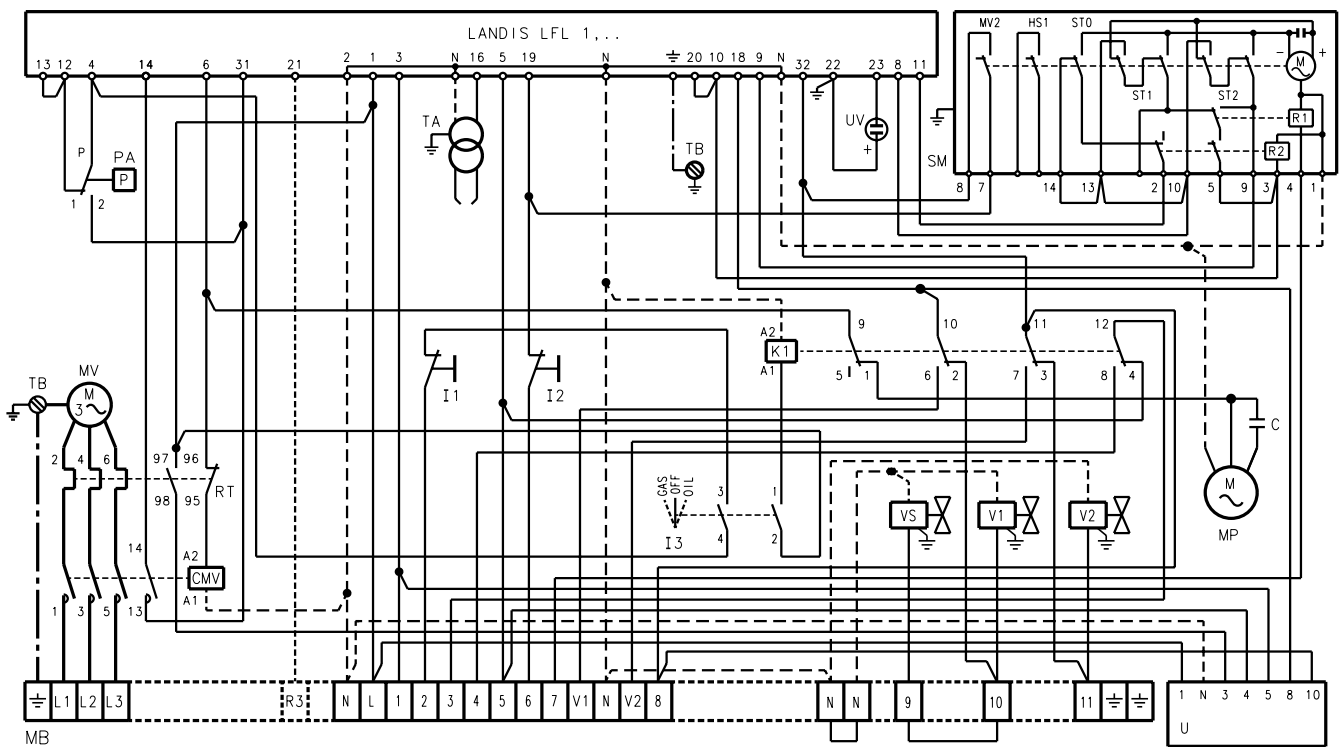 LANDIS LFL 1,..
13 12 4 14 6 31 21 2 1 3 N 16 5 19 N 20 10 18 9 N 32 22 23 8 11
MV2 HS1 ST0
- M +
ST1 ST2
R1
R2
SM
8 7 14 13 2 10 5 9 3 4 1
TA
UV
+
TB
P PA
P
1 2
A2
K1
A1
9 10 11 12
5 1 6 2 7 3 8 4
I1 I2
TB MV
M
3
2 4 6
97 96
98 95
RT
C
M
MP
GAS
OFF
OIL
I3
3 1
4 2
VS V1 V2
14
A2
CMV
A1
1 3 5 13
L1 L2 L3 R3 N L 1 2 3 4 5 6 7 V1 N V2 8 N N 9 10 11
MB
1 N 3 4 5 8 10
U